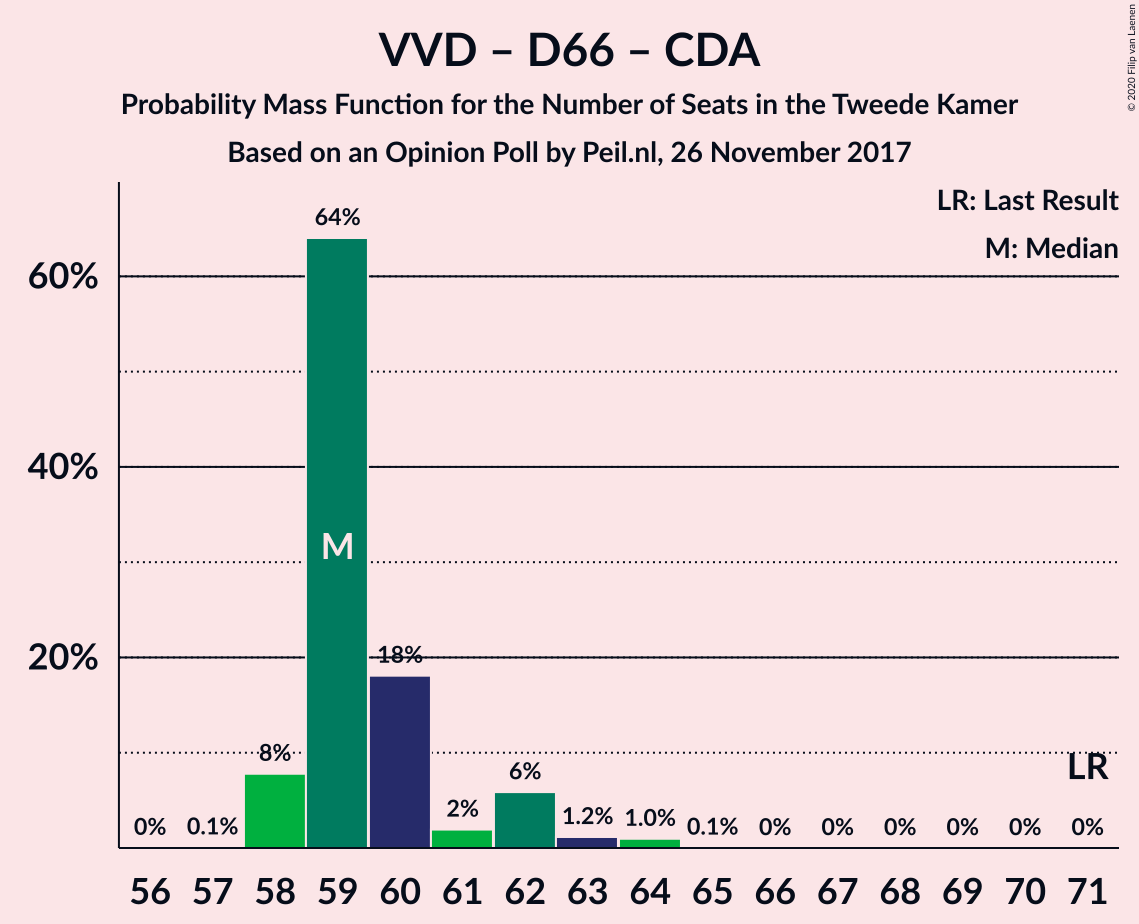 VVD – D66 – CDA
Probability Mass Function for the Number of Seats in the Tweede Kamer
Based on an Opinion Poll by Peil.nl, 26 November 2017
© 2020 Filip van Laenen
LR: Last Result
M: Median
60%
40%
20%
0% 0.1% 8% 64% 18% 2% 6% 1.2% 1.0% 0.1% 0% 0% 0% 0% 0% 0%
M
LR
56 57 58 59 60 61 62 63 64 65 66 67 68 69 70 71